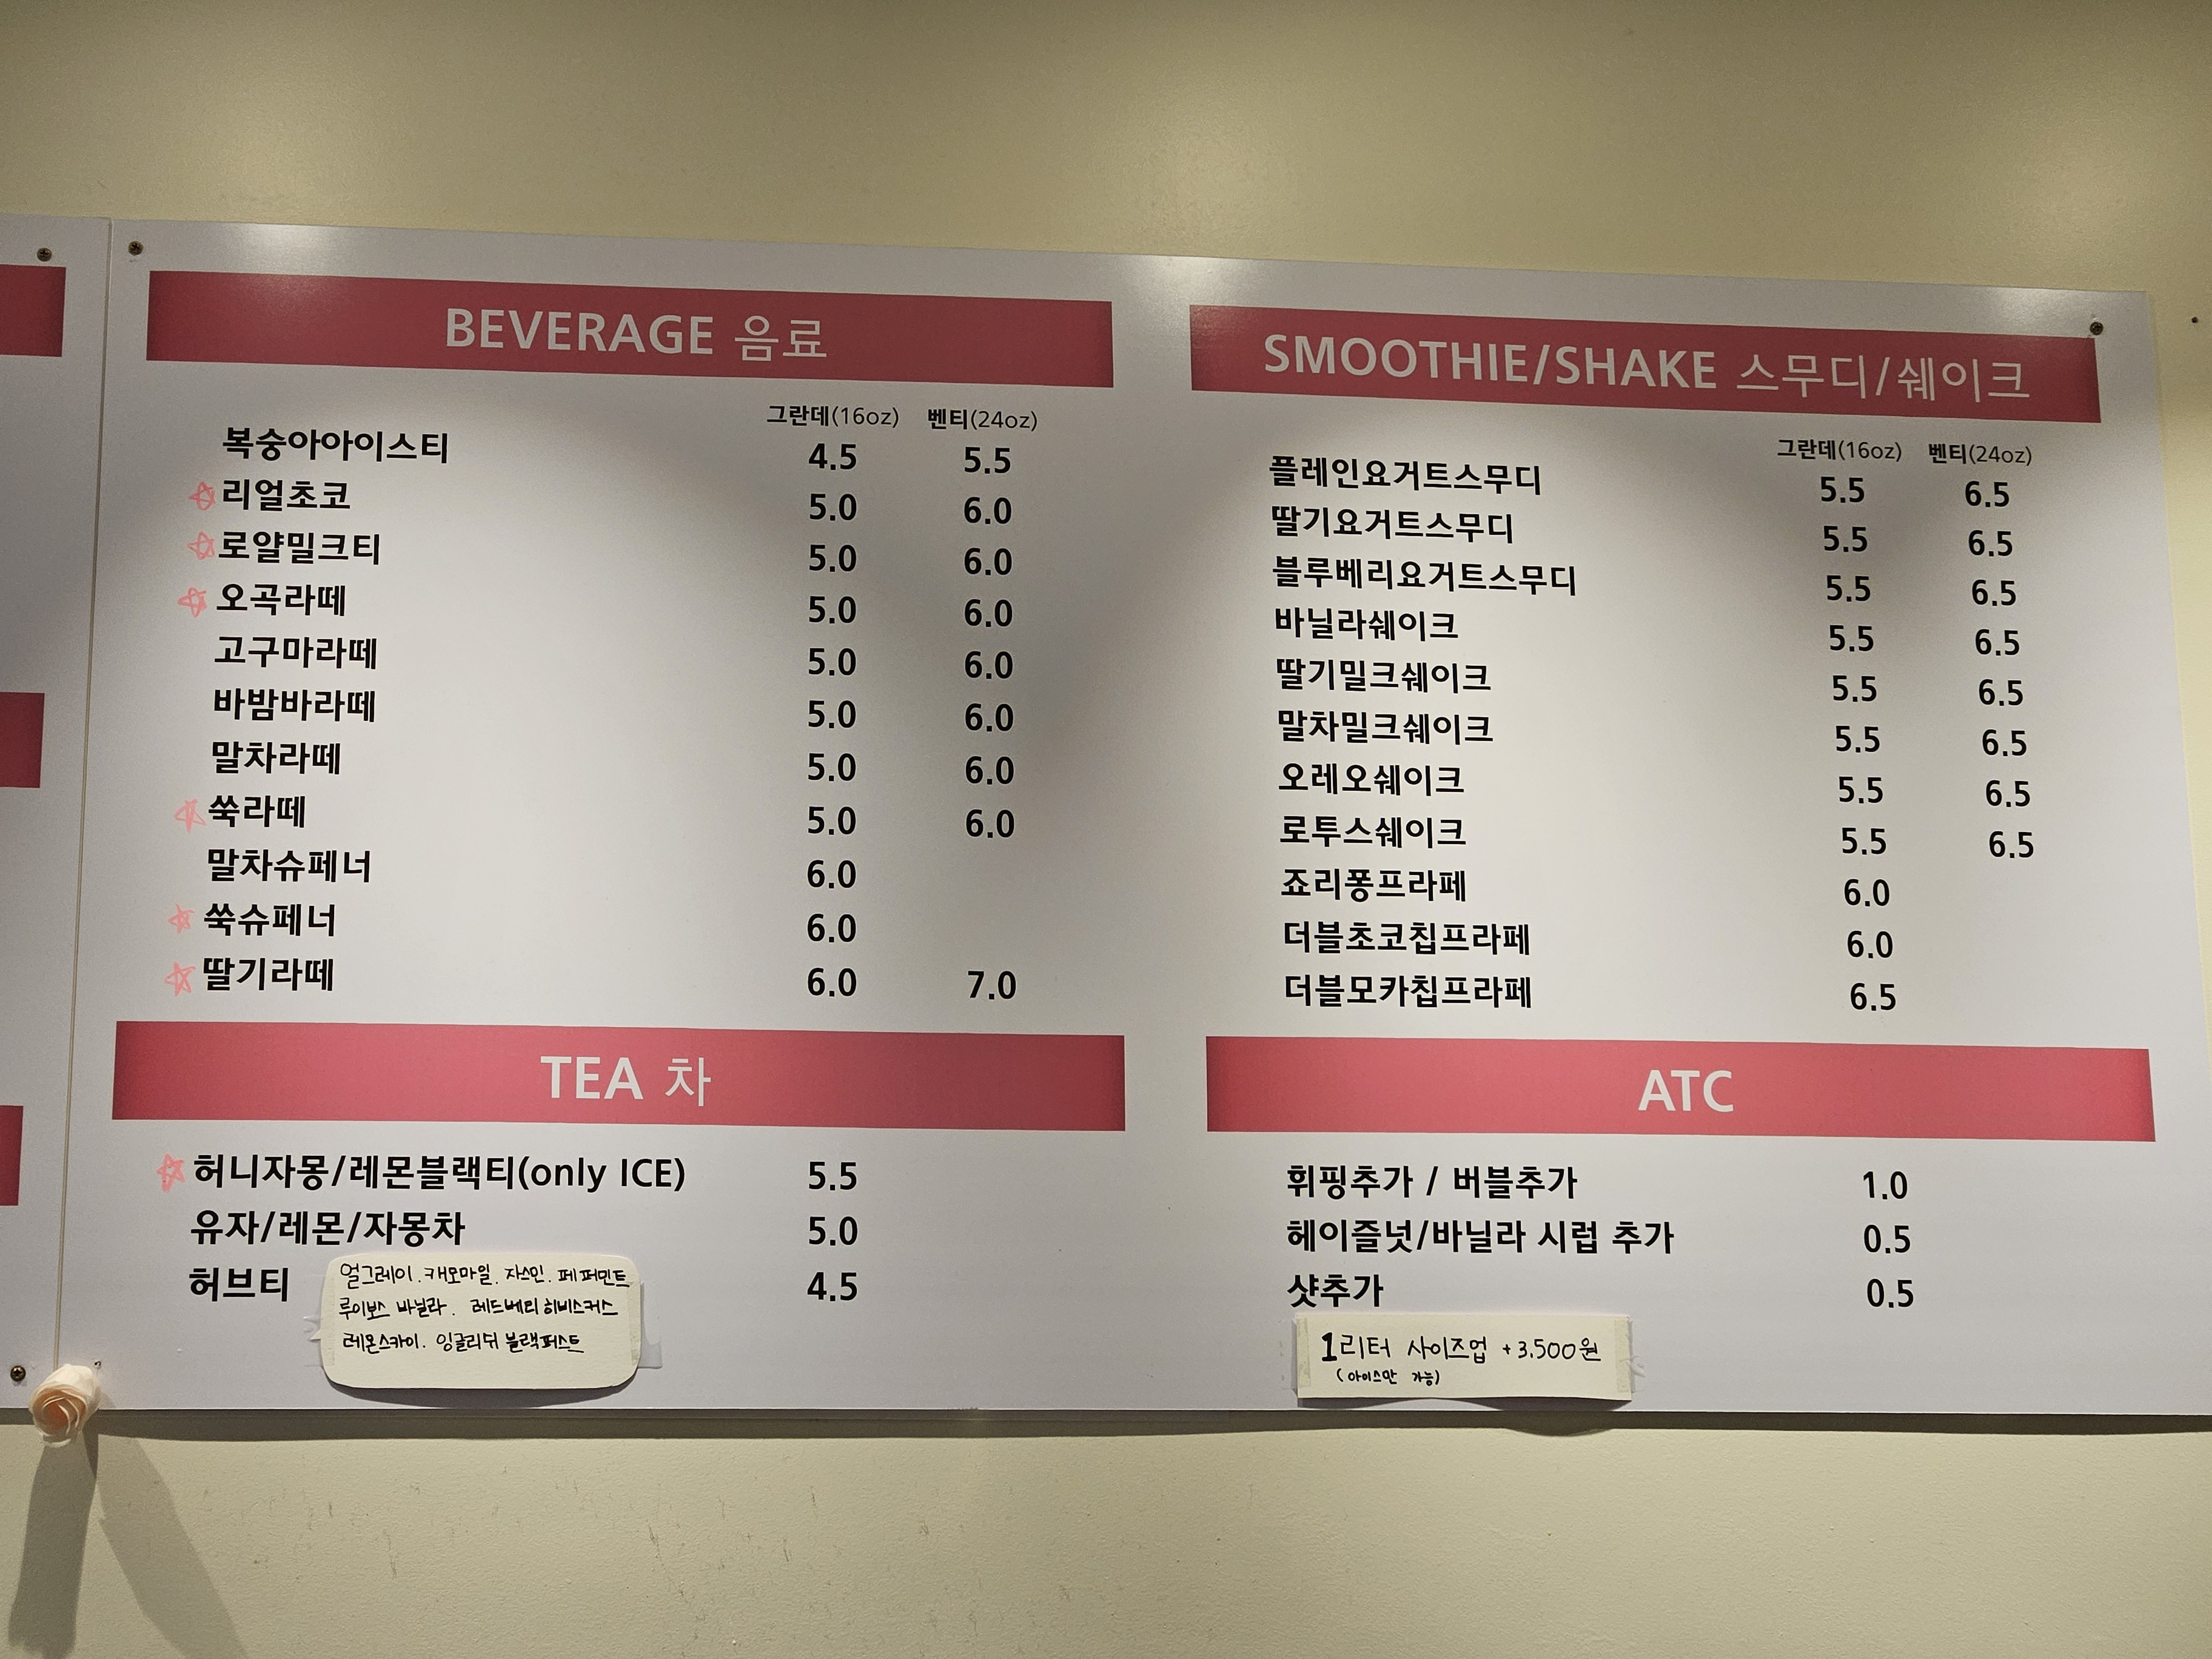 BEVERAGE 음료
그란데(16oz) 벤티(24oz)
복숭아아이스티 4.5 5.5
리얼초코 5.0 6.0
로얄밀크티 5.0 6.0
오곡라떼 5.0 6.0
고구마라떼 5.0 6.0
바밤바라떼 5.0 6.0
말차라떼 5.0 6.0
쑥라떼 5.0 6.0
말차슈페너 6.0
쑥슈페너 6.0
딸기라떼 6.0 7.0
TEA 차
허니자몽/레몬블랙티(only ICE) 5.5
유자/레몬/자몽차 5.0
허브티 4.5
얼그레이. 캐모마일. 자스민. 페퍼민트
루이보스 바닐라. 레드베리 히비스커스
레몬스카이. 잉글리쉬 블랙퍼스트
SMOOTHIE/SHAKE 스무디/쉐이크
그란데(16oz) 벤티(24oz)
플레인요거트스무디 5.5 6.5
딸기요거트스무디 5.5 6.5
블루베리요거트스무디 5.5 6.5
바닐라쉐이크 5.5 6.5
딸기밀크쉐이크 5.5 6.5
말차밀크쉐이크 5.5 6.5
오레오쉐이크 5.5 6.5
로투스쉐이크 5.5 6.5
죠리퐁프라페 6.0
더블초코칩프라페 6.0
더블모카칩프라페 6.5
ATC
휘핑추가 / 버블추가 1.0
헤이즐넛/바닐라 시럽 추가 0.5
샷추가 0.5
1리터 사이즈업 +3.500원
(아이스만 가능)